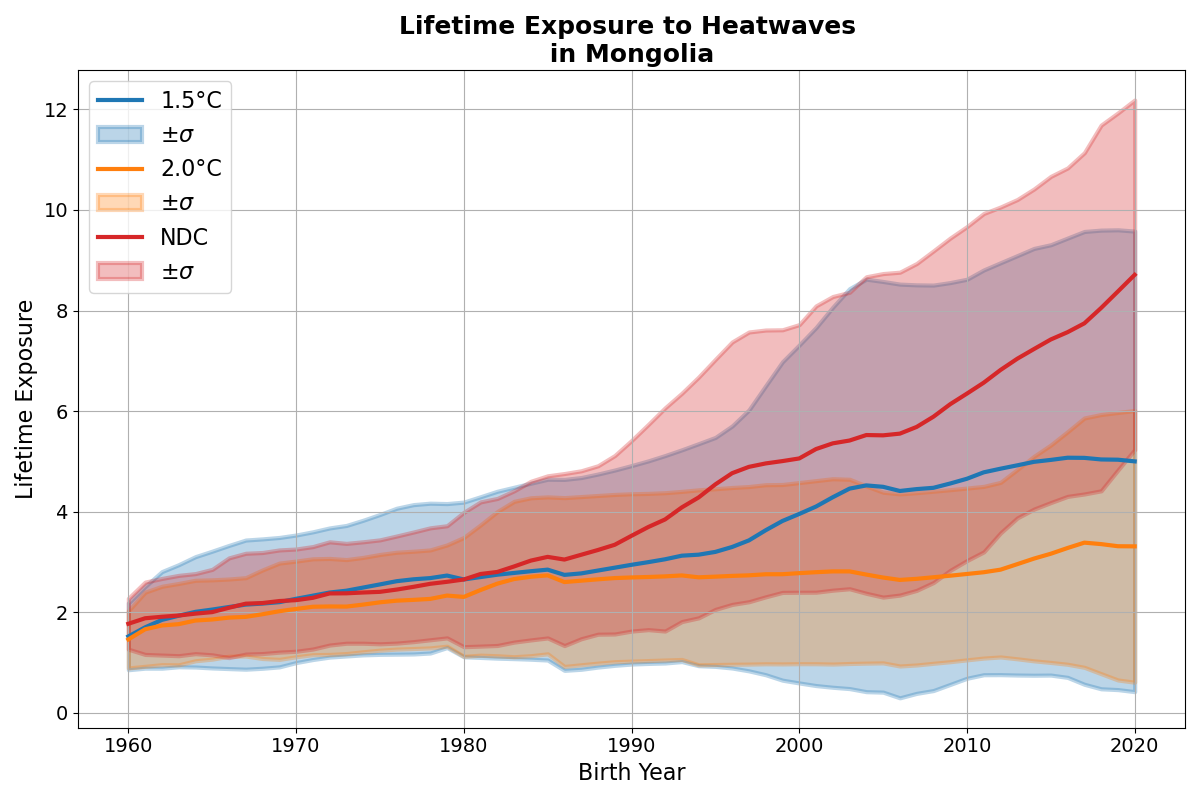 Lifetime Exposure to Heatwaves
in Mongolia
1.5°C
±σ
2.0°C
±σ
NDC
±σ
Lifetime Exposure
12
10
8
6
4
2
0
1960
1970
1980
1990
2000
2010
2020
Birth Year